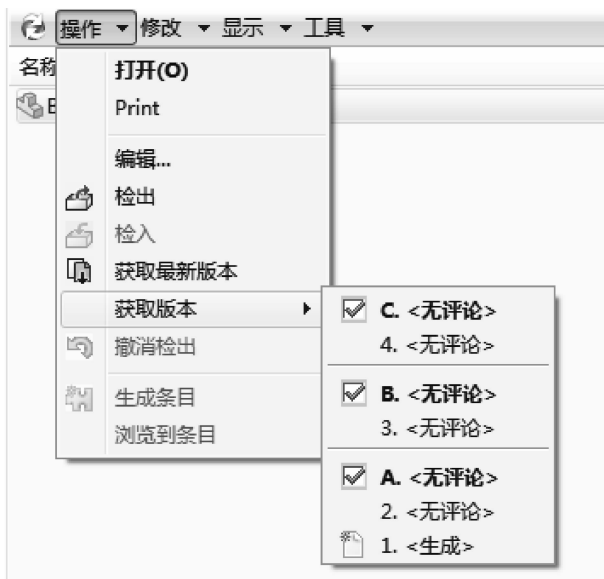 操作 修改 显示 工具
名称
打开(O)
Print
编辑...
检出
检入
获取最新版本
获取版本
撤消检出
生成条目
浏览到条目
C. <无评论>
4. <无评论>
B. <无评论>
3. <无评论>
A. <无评论>
2. <无评论>
1. <生成>